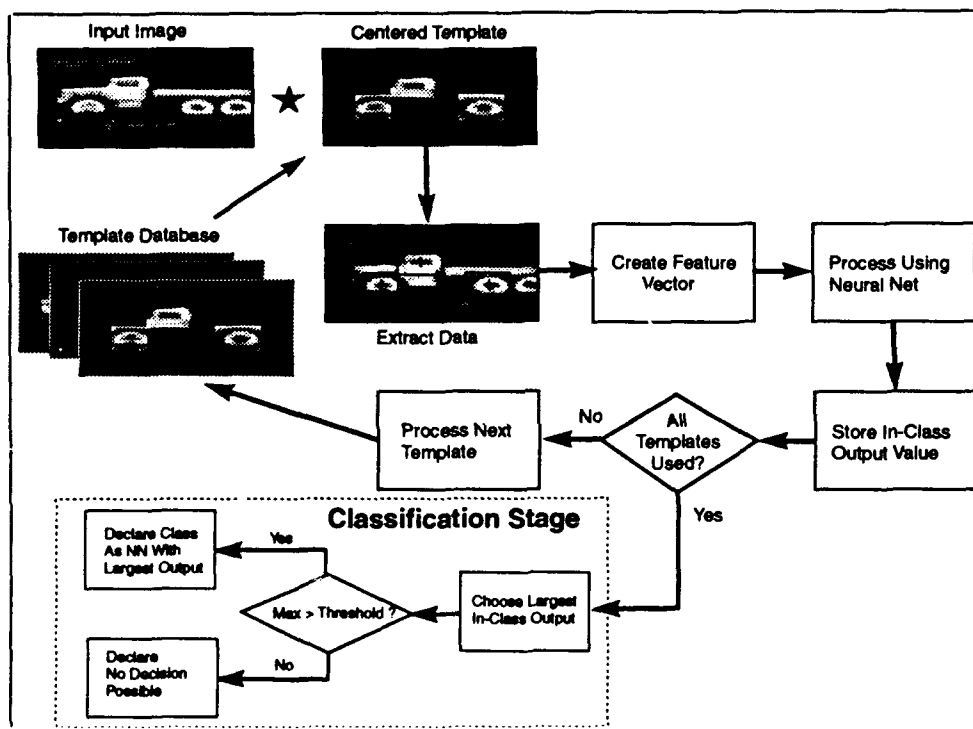 Input Image
Centered Template
Template Database
Extract Data
Create Feature
Vector
Process Using
Neural Net
Store In-Class
Output Value
All
Templates
Used?
No
Process Next
Template
Yes
Classification Stage
Choose Largest
In-Class Output
Max > Threshold ?
Yes
Declare Class
As NN With
Largest Output
No
Declare
No Decision
Possible